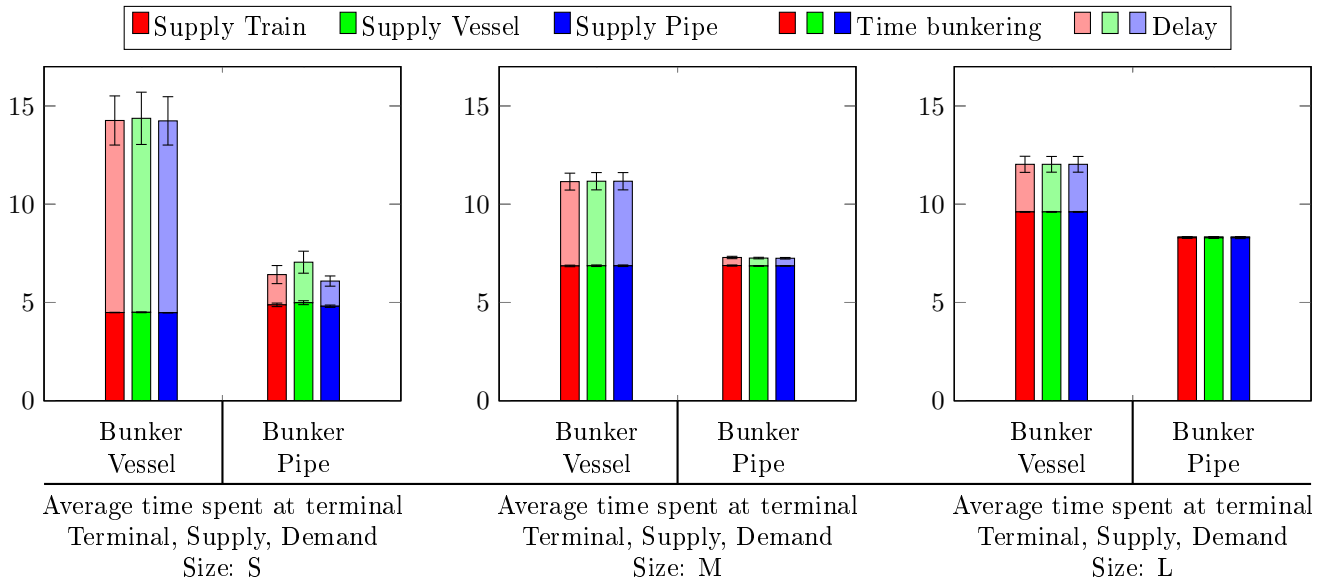 Supply Train Supply Vessel Supply Pipe Time bunkering Delay
15
10
5
0
Bunker Vessel
Bunker Pipe
Average time spent at terminal
Terminal, Supply, Demand
Size: S
15
10
5
0
Bunker Vessel
Bunker Pipe
Average time spent at terminal
Terminal, Supply, Demand
Size: M
15
10
5
0
Bunker Vessel
Bunker Pipe
Average time spent at terminal
Terminal, Supply, Demand
Size: L